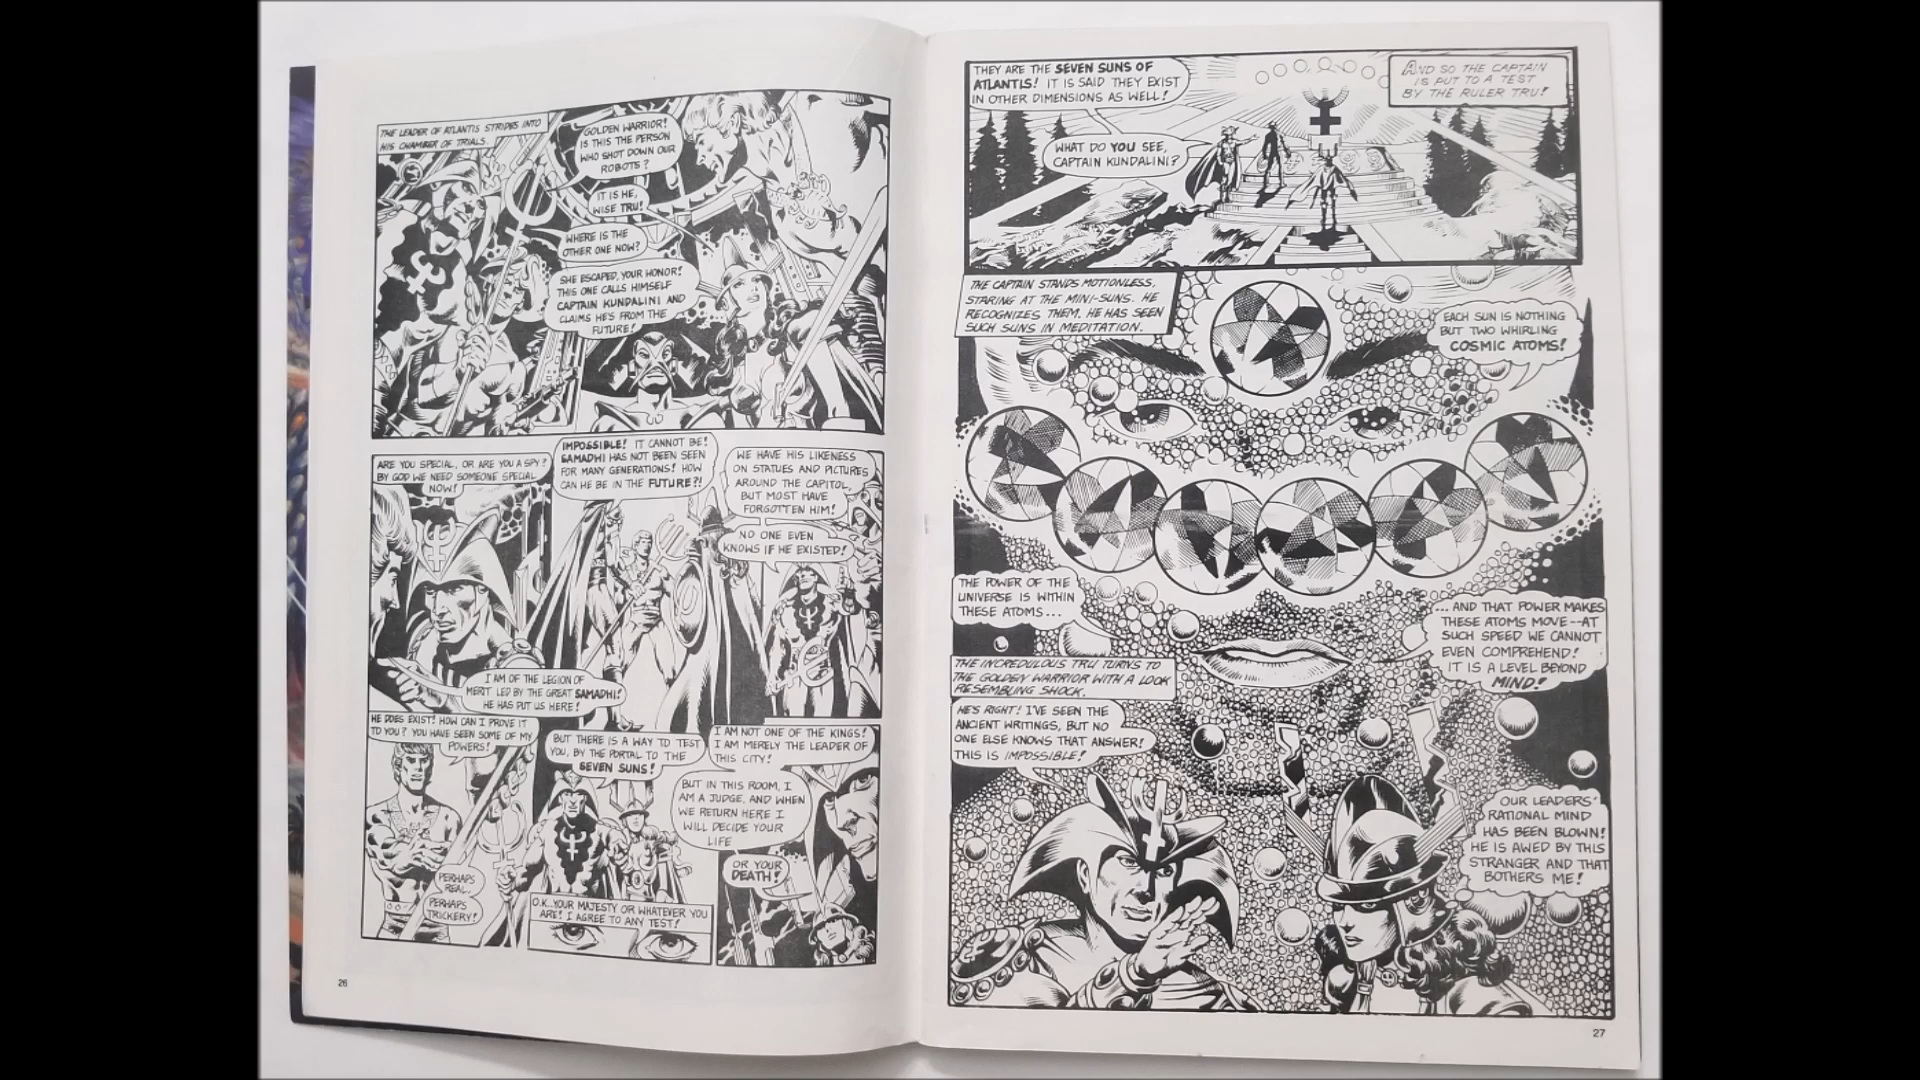 THE LEADER OF ATLANTIS STRIDES INTO
HIS CHAMBER OF TRIALS.
GOLDEN WARRIOR!
IS THIS THE PERSON
WHO SHOT DOWN OUR
ROBOTS?
IT IS HE,
WISE TRU!
WHERE IS THE
OTHER ONE NOW?
SHE ESCAPED, YOUR HONOR!
THIS ONE CALLS HIMSELF
CAPTAIN KUNDALINI AND
CLAIMS HE'S FROM THE
FUTURE!
ARE YOU SPECIAL, OR ARE YOU A SPY?
BY GOD WE NEED SOMEONE SPECIAL
NOW!
I AM OF THE LEGION OF
MERIT LED BY THE GREAT SAMADHI!
HE HAS PUT US HERE!
IMPOSSIBLE! IT CANNOT BE!
SAMADHI HAS NOT BEEN SEEN
FOR MANY GENERATIONS! HOW
CAN HE BE IN THE FUTURE?!
WE HAVE HIS LIKENESS
ON STATUES AND PICTURES
AROUND THE CAPITOL,
BUT MOST HAVE
FORGOTTEN HIM!
NO ONE EVEN
KNOWS IF HE EXISTED!
HE DOES EXIST! HOW CAN I PROVE IT
TO YOU? YOU HAVE SEEN SOME OF MY
POWERS!
PERHAPS
REAL.
PERHAPS
TRICKERY!
BUT THERE IS A WAY TO TEST
YOU, BY THE PORTAL TO THE
SEVEN SUNS!
O.K. YOUR MAJESTY OR WHATEVER YOU
ARE! I AGREE TO ANY TEST!
I AM NOT ONE OF THE KINGS!
I AM MERELY THE LEADER OF
THIS CITY!
BUT IN THIS ROOM, I
AM A JUDGE, AND WHEN
WE RETURN HERE I
WILL DECIDE YOUR
LIFE
OR YOUR
DEATH!
26
THEY ARE THE SEVEN SUNS OF
ATLANTIS! IT IS SAID THEY EXIST
IN OTHER DIMENSIONS AS WELL!
WHAT DO YOU SEE,
CAPTAIN KUNDALINI?
AND SO THE CAPTAIN
IS PUT TO A TEST
BY THE RULER TRU!
THE CAPTAIN STANDS MOTIONLESS,
STARING AT THE MINI-SUNS. HE
RECOGNIZES THEM. HE HAS SEEN
SUCH SUNS IN MEDITATION.
EACH SUN IS NOTHING
BUT TWO WHIRLING
COSMIC ATOMS!
THE POWER OF THE
UNIVERSE IS WITHIN
THESE ATOMS...
...AND THAT POWER MAKES
THESE ATOMS MOVE--AT
SUCH SPEED WE CANNOT
EVEN COMPREHEND!
IT IS A LEVEL BEYOND
MIND!
THE INCREDULOUS TRU TURNS TO
THE GOLDEN WARRIOR WITH A LOOK
RESEMBLING SHOCK.
HE'S RIGHT! I'VE SEEN THE
ANCIENT WRITINGS, BUT NO
ONE ELSE KNOWS THAT ANSWER!
THIS IS IMPOSSIBLE!
OUR LEADERS'
RATIONAL MIND
HAS BEEN BLOWN!
HE IS AWED BY THIS
STRANGER AND THAT
BOTHERS ME!
27